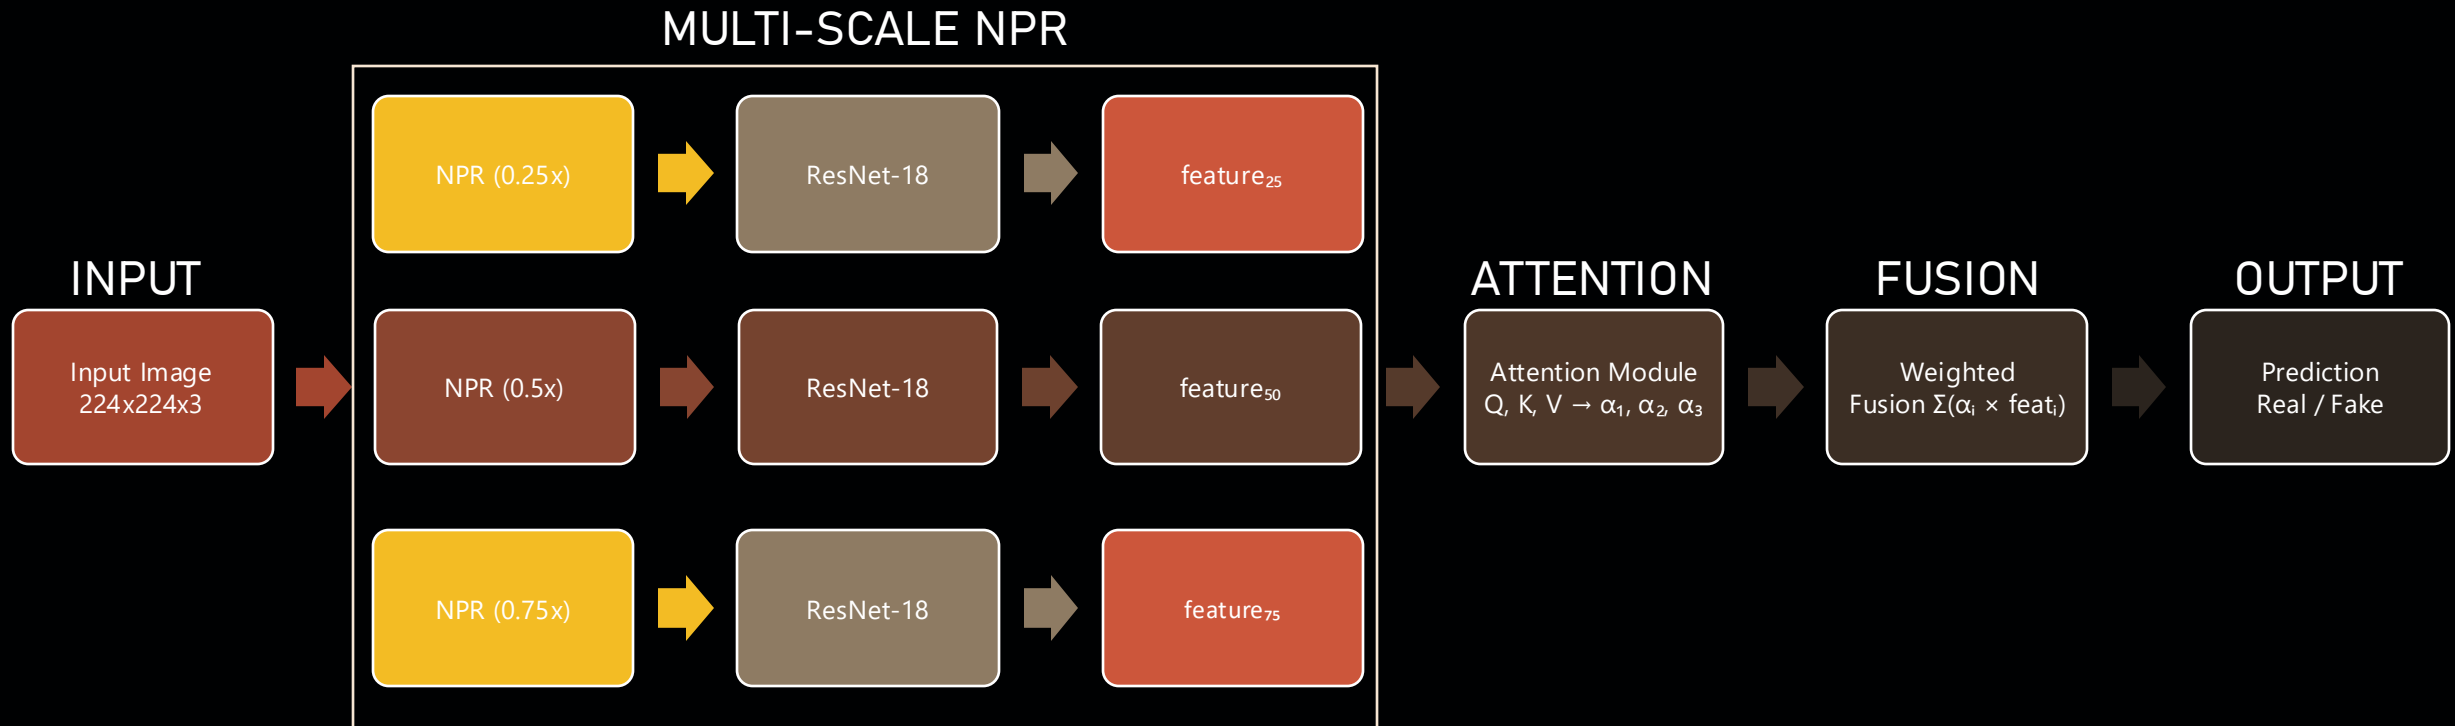 MULTI-SCALE NPR
NPR (0.25x)
ResNet-18
feature₂₅
INPUT
Input Image
224x224x3
NPR (0.5x)
ResNet-18
feature₅₀
ATTENTION
Attention Module
Q, K, V → α₁, α₂, α₃
FUSION
Weighted
Fusion Σ(αᵢ × featᵢ)
OUTPUT
Prediction
Real / Fake
NPR (0.75x)
ResNet-18
feature₇₅